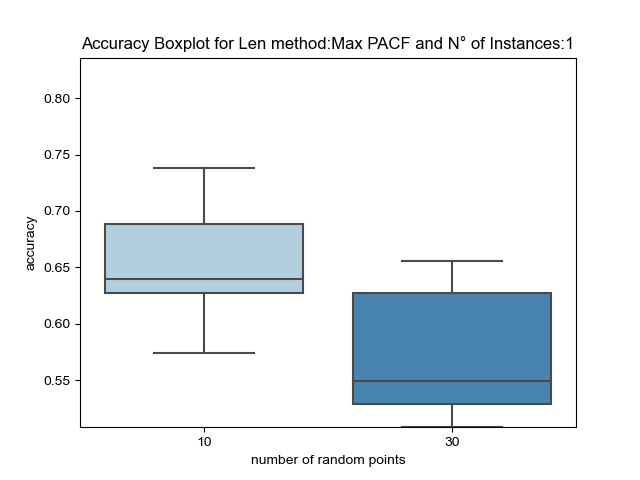 Accuracy Boxplot for Len method:Max PACF and N° of Instances:1
0.80
0.75
0.70
0.65
0.60
0.55
accuracy
10 30
number of random points